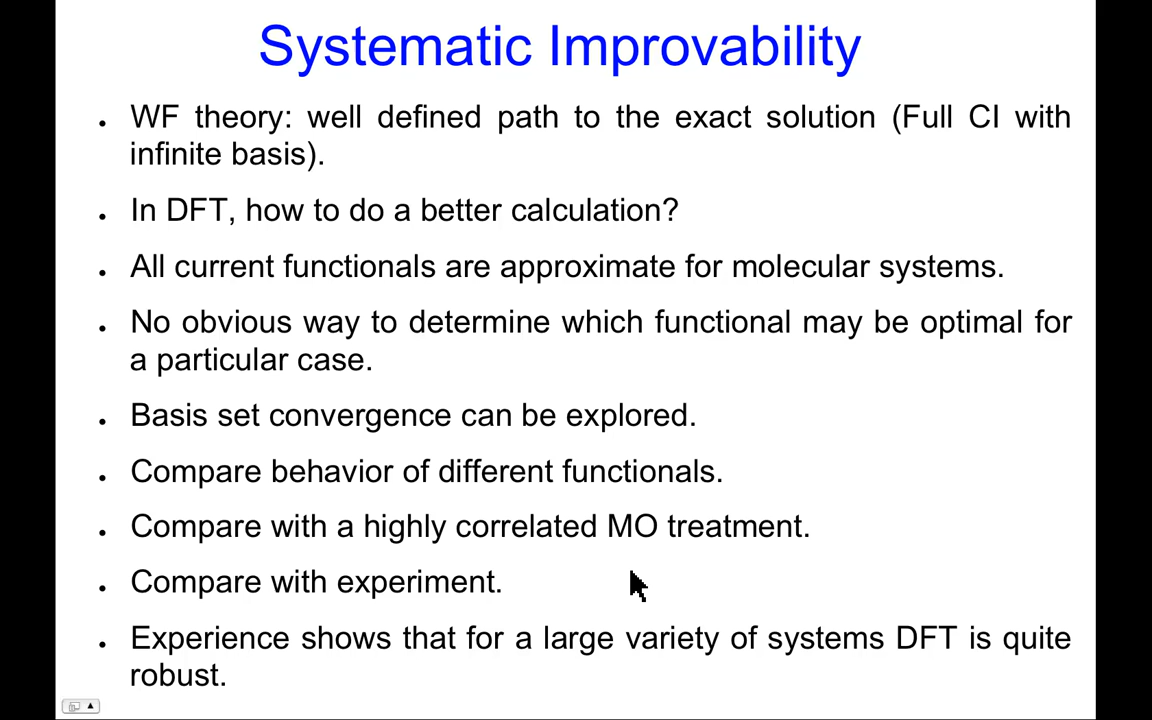 Systematic Improvability
WF theory: well defined path to the exact solution (Full CI with
infinite basis).
In DFT, how to do a better calculation?
All current functionals are approximate for molecular systems.
No obvious way to determine which functional may be optimal for
a particular case.
Basis set convergence can be explored.
Compare behavior of different functionals.
Compare with a highly correlated MO treatment.
Compare with experiment.
Experience shows that for a large variety of systems DFT is quite
robust.